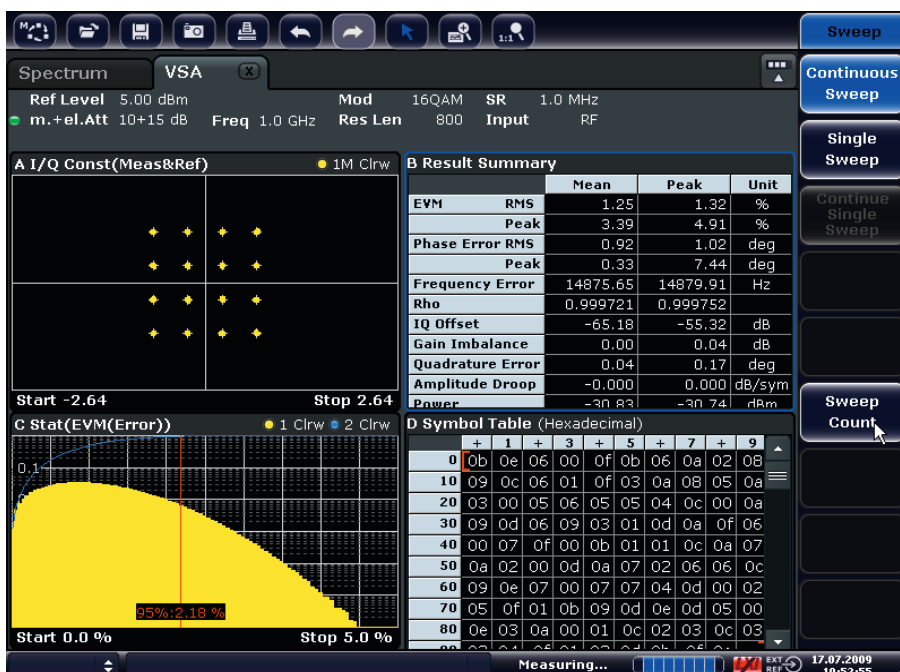 1:1
Sweep
Spectrum VSA X
Ref Level 5.00 dBm Mod 16QAM SR 1.0 MHz
m.+el.Att 10+15 dB Freq 1.0 GHz Res Len 800 Input RF
Continuous Sweep
Single Sweep
Continue Single Sweep
Sweep Count
A I/Q Const(Meas&Ref) 1M Clrw
Start -2.64 Stop 2.64
B Result Summary
Mean Peak Unit
EVM RMS 1.25 1.32 %
Peak 3.39 4.91 %
Phase Error RMS 0.92 1.02 deg
Peak 0.33 7.44 deg
Frequency Error 14875.65 14879.91 Hz
Rho 0.999721 0.999752
IQ Offset -65.18 -55.32 dB
Gain Imbalance 0.00 0.04 dB
Quadrature Error 0.04 0.17 deg
Amplitude Droop -0.000 0.000 dB/sym
Power -30.83 -30.74 dBm
C Stat(EVM(Error)) 1 Clrw 2 Clrw
0.1
95%:2.18 %
Start 0.0 % Stop 5.0 %
D Symbol Table (Hexadecimal)
+ 1 + 3 + 5 + 7 + 9
0 0b 0e 06 00 0f 0b 06 0a 02 08
10 09 0c 06 01 0f 03 0a 08 05 0a
20 03 00 05 06 05 05 04 0c 00 0a
30 09 0d 06 09 03 01 0d 0a 0f 06
40 00 07 0f 00 0b 01 01 0c 0a 07
50 0a 02 00 0d 0a 07 02 06 06 0c
60 09 0e 07 00 07 07 04 0d 00 02
70 05 0f 01 0b 09 0d 0e 0d 05 00
80 0e 03 0a 00 01 0c 02 03 0c 03
Measuring... LXI EXT REF 17.07.2009